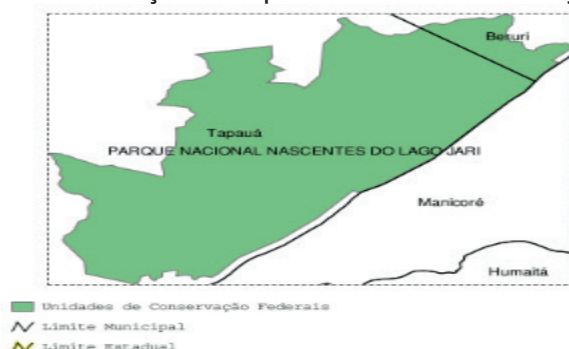 Beruri
Tapauá
PARQUE NACIONAL NASCENTES DO LAGO JARI
Manicoré
Humaitá
Unidades de Conservação Federais
Limite Municipal
Limite Estadual